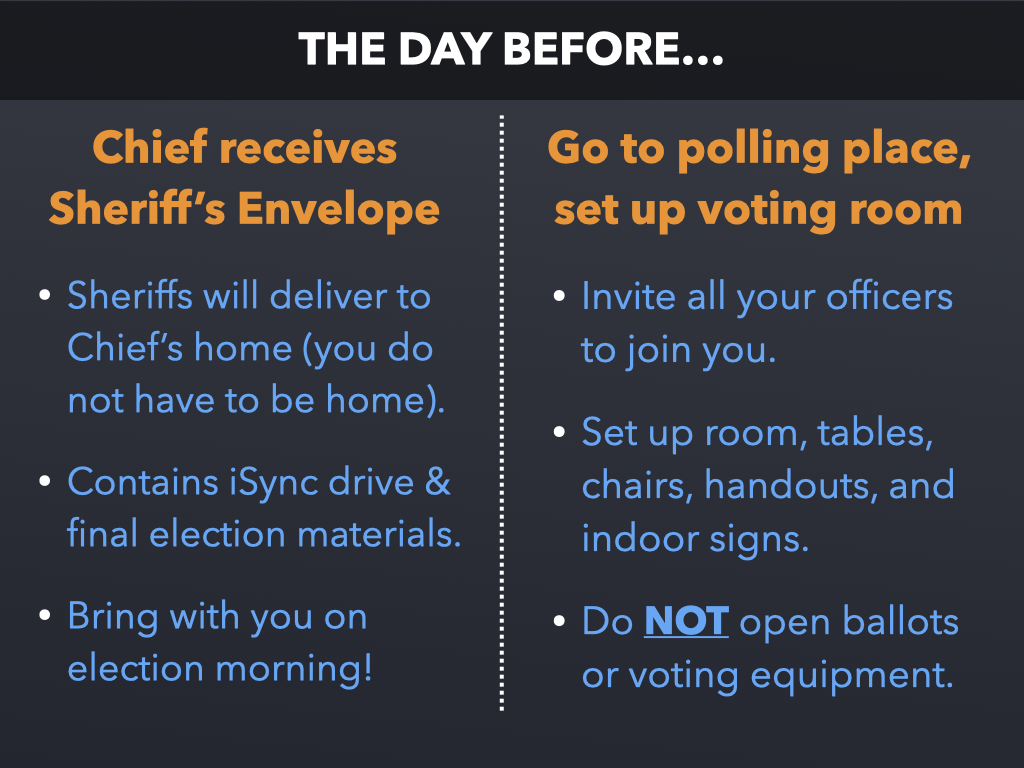 THE DAY BEFORE...
Chief receives
Sheriff’s Envelope
• Sheriffs will deliver to
Chief’s home (you do
not have to be home).
• Contains iSync drive &
final election materials.
• Bring with you on
election morning!
Go to polling place,
set up voting room
• Invite all your officers
to join you.
• Set up room, tables,
chairs, handouts, and
indoor signs.
• Do NOT open ballots
or voting equipment.